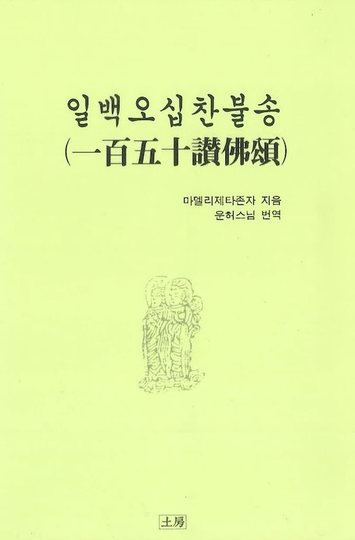 일백오십찬불송
(一百五十讚佛頌)
마델리제타존자 지음
운허스님 번역
土房